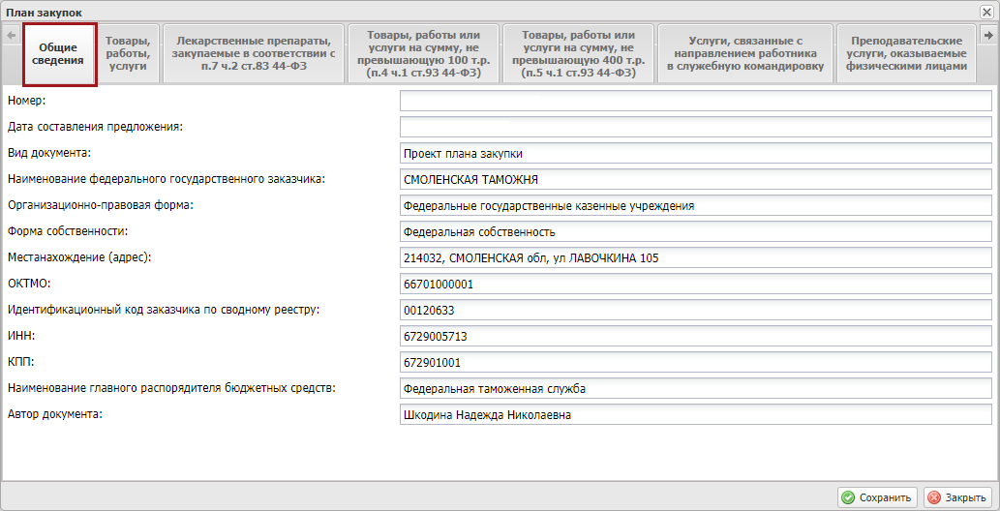 План закупок
Общие
сведения
Товары,
работы,
услуги
Лекарственные препараты,
закупаемые в соответствии с
п.7 ч.2 ст.83 44-ФЗ
Товары, работы или
услуги на сумму, не
превышающую 100 т.р.
(п.4 ч.1 ст.93 44-ФЗ)
Товары, работы или
услуги на сумму, не
превышающую 400 т.р.
(п.5 ч.1 ст.93 44-ФЗ)
Услуги, связанные с
направлением работника
в служебную командировку
Преподавательские
услуги, оказываемые
физическими лицами
Номер:
Дата составления предложения:
Вид документа: Проект плана закупки
Наименование федерального государственного заказчика: СМОЛЕНСКАЯ ТАМОЖНЯ
Организационно-правовая форма: Федеральные государственные казенные учреждения
Форма собственности: Федеральная собственность
Местанахождение (адрес): 214032, СМОЛЕНСКАЯ обл, ул ЛАВОЧКИНА 105
ОКТМО: 66701000001
Идентификационный код заказчика по сводному реестру: 00120633
ИНН: 6729005713
КПП: 672901001
Наименование главного распорядителя бюджетных средств: Федеральная таможенная служба
Автор документа: Шкодина Надежда Николаевна
Сохранить Закрыть